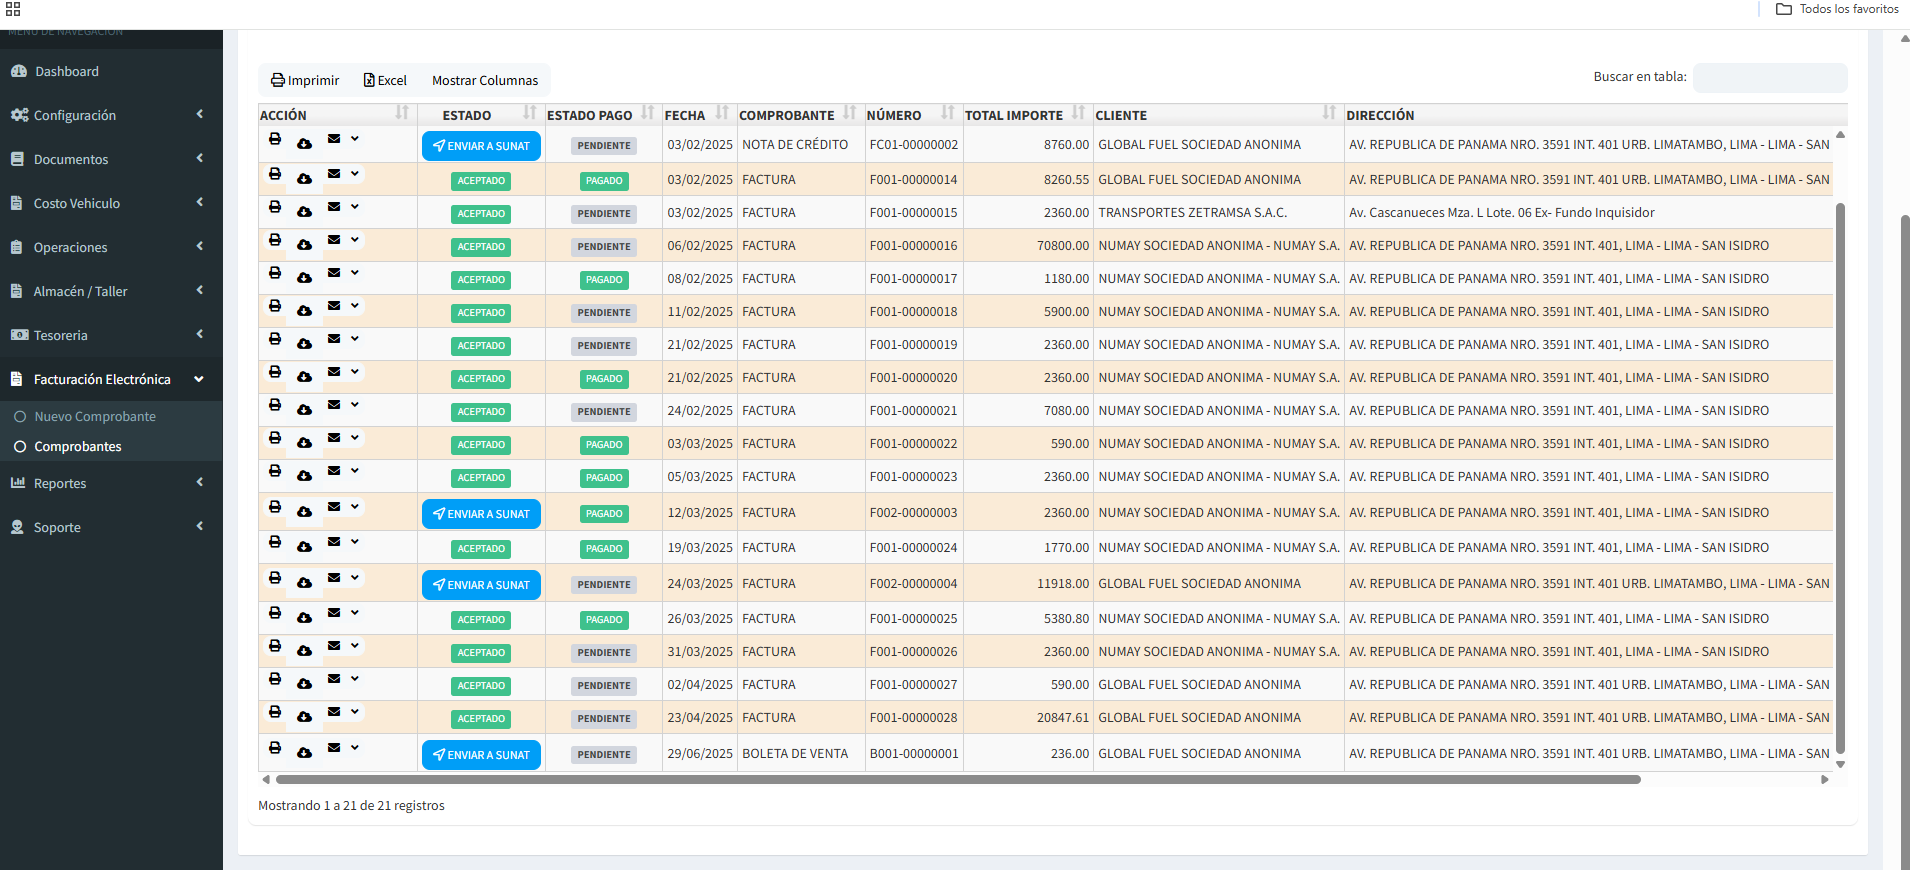 Todos los favoritos
MENÚ DE NAVEGACIÓN
Dashboard
Configuración
Documentos
Costo Vehiculo
Operaciones
Almacén / Taller
Tesoreria
Facturación Electrónica
Nuevo Comprobante
Comprobantes
Reportes
Soporte
Imprimir Excel Mostrar Columnas Buscar en tabla:
ACCIÓN ESTADO ESTADO PAGO FECHA COMPROBANTE NÚMERO TOTAL IMPORTE CLIENTE DIRECCIÓN
ENVIAR A SUNAT PENDIENTE 03/02/2025 NOTA DE CRÉDITO FC01-00000002 8760.00 GLOBAL FUEL SOCIEDAD ANONIMA AV. REPUBLICA DE PANAMA NRO. 3591 INT. 401 URB. LIMATAMBO, LIMA - LIMA - SAN
ACEPTADO PAGADO 03/02/2025 FACTURA F001-00000014 8260.55 GLOBAL FUEL SOCIEDAD ANONIMA AV. REPUBLICA DE PANAMA NRO. 3591 INT. 401 URB. LIMATAMBO, LIMA - LIMA - SAN
ACEPTADO PENDIENTE 03/02/2025 FACTURA F001-00000015 2360.00 TRANSPORTES ZETRAMSA S.A.C. Av. Cascanueces Mza. L Lote. 06 Ex- Fundo Inquisidor
ACEPTADO PENDIENTE 06/02/2025 FACTURA F001-00000016 70800.00 NUMAY SOCIEDAD ANONIMA - NUMAY S.A. AV. REPUBLICA DE PANAMA NRO. 3591 INT. 401, LIMA - LIMA - SAN ISIDRO
ACEPTADO PAGADO 08/02/2025 FACTURA F001-00000017 1180.00 NUMAY SOCIEDAD ANONIMA - NUMAY S.A. AV. REPUBLICA DE PANAMA NRO. 3591 INT. 401, LIMA - LIMA - SAN ISIDRO
ACEPTADO PENDIENTE 11/02/2025 FACTURA F001-00000018 5900.00 NUMAY SOCIEDAD ANONIMA - NUMAY S.A. AV. REPUBLICA DE PANAMA NRO. 3591 INT. 401, LIMA - LIMA - SAN ISIDRO
ACEPTADO PENDIENTE 21/02/2025 FACTURA F001-00000019 2360.00 NUMAY SOCIEDAD ANONIMA - NUMAY S.A. AV. REPUBLICA DE PANAMA NRO. 3591 INT. 401, LIMA - LIMA - SAN ISIDRO
ACEPTADO PAGADO 21/02/2025 FACTURA F001-00000020 2360.00 NUMAY SOCIEDAD ANONIMA - NUMAY S.A. AV. REPUBLICA DE PANAMA NRO. 3591 INT. 401, LIMA - LIMA - SAN ISIDRO
ACEPTADO PENDIENTE 24/02/2025 FACTURA F001-00000021 7080.00 NUMAY SOCIEDAD ANONIMA - NUMAY S.A. AV. REPUBLICA DE PANAMA NRO. 3591 INT. 401, LIMA - LIMA - SAN ISIDRO
ACEPTADO PAGADO 03/03/2025 FACTURA F001-00000022 590.00 NUMAY SOCIEDAD ANONIMA - NUMAY S.A. AV. REPUBLICA DE PANAMA NRO. 3591 INT. 401, LIMA - LIMA - SAN ISIDRO
ACEPTADO PAGADO 05/03/2025 FACTURA F001-00000023 2360.00 NUMAY SOCIEDAD ANONIMA - NUMAY S.A. AV. REPUBLICA DE PANAMA NRO. 3591 INT. 401, LIMA - LIMA - SAN ISIDRO
ENVIAR A SUNAT PAGADO 12/03/2025 FACTURA F002-00000003 2360.00 NUMAY SOCIEDAD ANONIMA - NUMAY S.A. AV. REPUBLICA DE PANAMA NRO. 3591 INT. 401, LIMA - LIMA - SAN ISIDRO
ACEPTADO PAGADO 19/03/2025 FACTURA F001-00000024 1770.00 NUMAY SOCIEDAD ANONIMA - NUMAY S.A. AV. REPUBLICA DE PANAMA NRO. 3591 INT. 401, LIMA - LIMA - SAN ISIDRO
ENVIAR A SUNAT PENDIENTE 24/03/2025 FACTURA F002-00000004 11918.00 GLOBAL FUEL SOCIEDAD ANONIMA AV. REPUBLICA DE PANAMA NRO. 3591 INT. 401 URB. LIMATAMBO, LIMA - LIMA - SAN
ACEPTADO PAGADO 26/03/2025 FACTURA F001-00000025 5380.80 NUMAY SOCIEDAD ANONIMA - NUMAY S.A. AV. REPUBLICA DE PANAMA NRO. 3591 INT. 401, LIMA - LIMA - SAN ISIDRO
ACEPTADO PENDIENTE 31/03/2025 FACTURA F001-00000026 2360.00 NUMAY SOCIEDAD ANONIMA - NUMAY S.A. AV. REPUBLICA DE PANAMA NRO. 3591 INT. 401, LIMA - LIMA - SAN ISIDRO
ACEPTADO PENDIENTE 02/04/2025 FACTURA F001-00000027 590.00 GLOBAL FUEL SOCIEDAD ANONIMA AV. REPUBLICA DE PANAMA NRO. 3591 INT. 401 URB. LIMATAMBO, LIMA - LIMA - SAN
ACEPTADO PENDIENTE 23/04/2025 FACTURA F001-00000028 20847.61 GLOBAL FUEL SOCIEDAD ANONIMA AV. REPUBLICA DE PANAMA NRO. 3591 INT. 401 URB. LIMATAMBO, LIMA - LIMA - SAN
ENVIAR A SUNAT PENDIENTE 29/06/2025 BOLETA DE VENTA B001-00000001 236.00 GLOBAL FUEL SOCIEDAD ANONIMA AV. REPUBLICA DE PANAMA NRO. 3591 INT. 401 URB. LIMATAMBO, LIMA - LIMA - SAN
Mostrando 1 a 21 de 21 registros